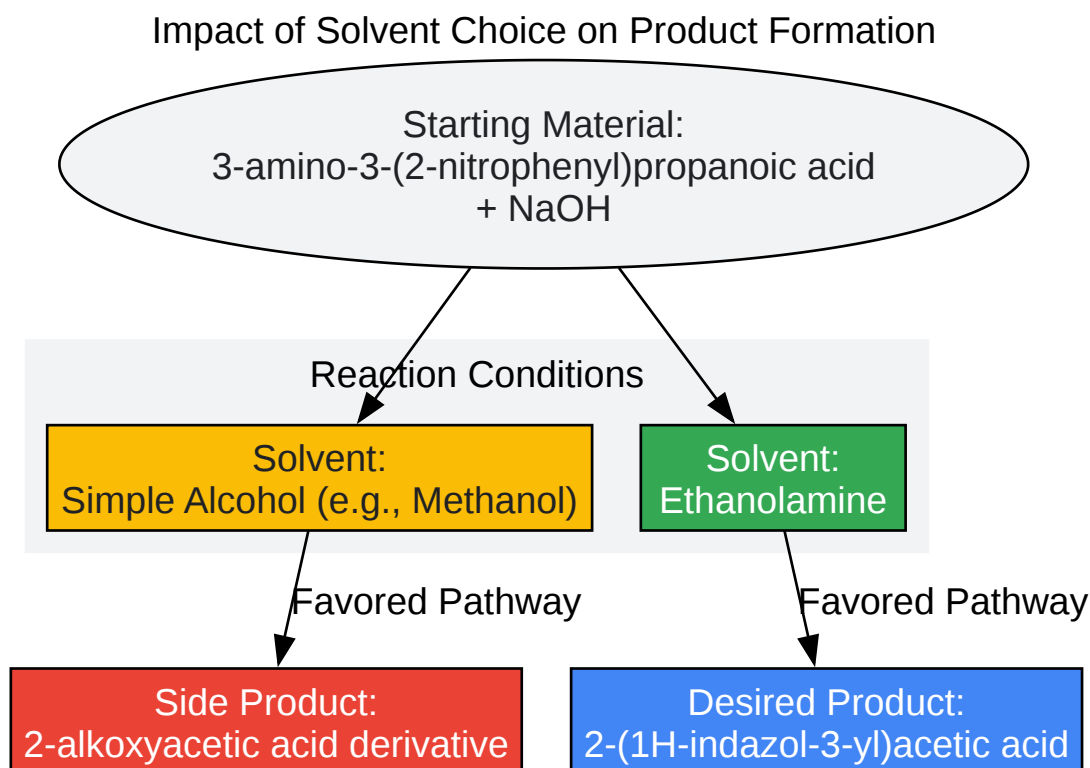 Impact of Solvent Choice on Product Formation
Starting Material:
3-amino-3-(2-nitrophenyl)propanoic acid
+ NaOH
Reaction Conditions
Solvent:
Simple Alcohol (e.g., Methanol)
Solvent:
Ethanolamine
Favored Pathway
Favored Pathway
Side Product:
2-alkoxyacetic acid derivative
Desired Product:
2-(1H-indazol-3-yl)acetic acid